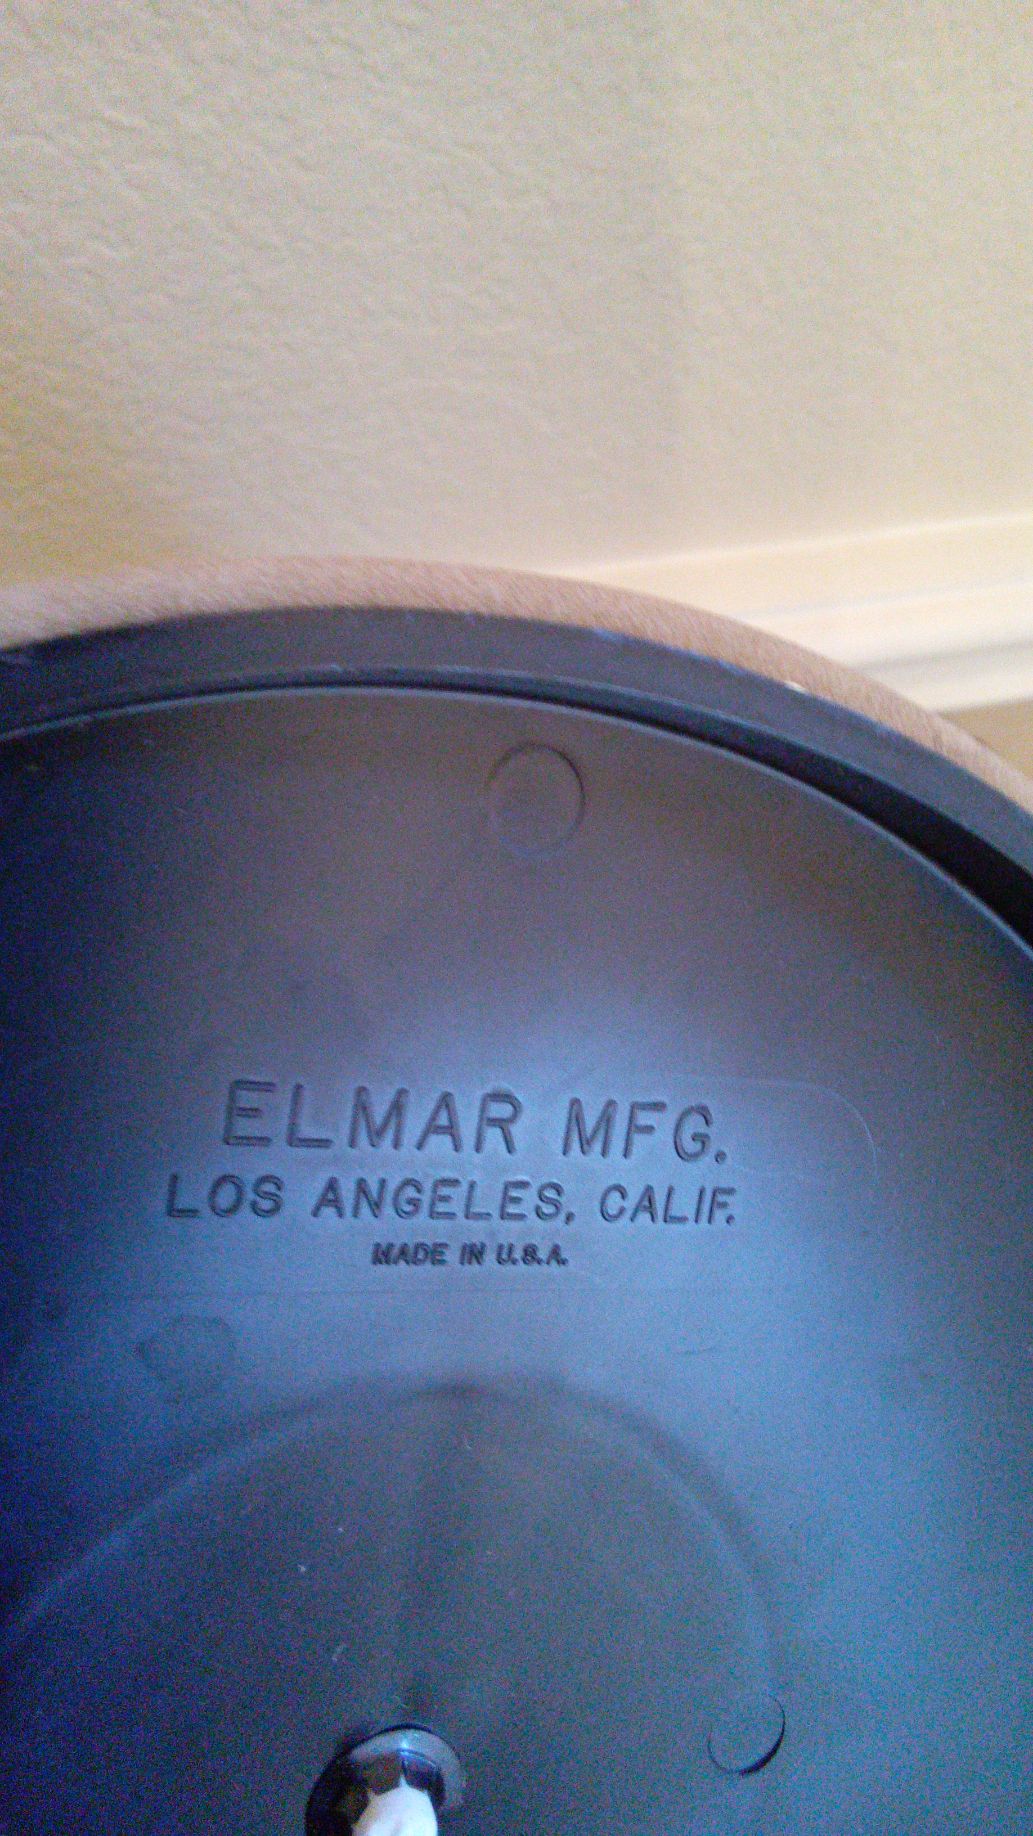 ELMAR MFG.
LOS ANGELES, CALIF.
MADE IN U.S.A.